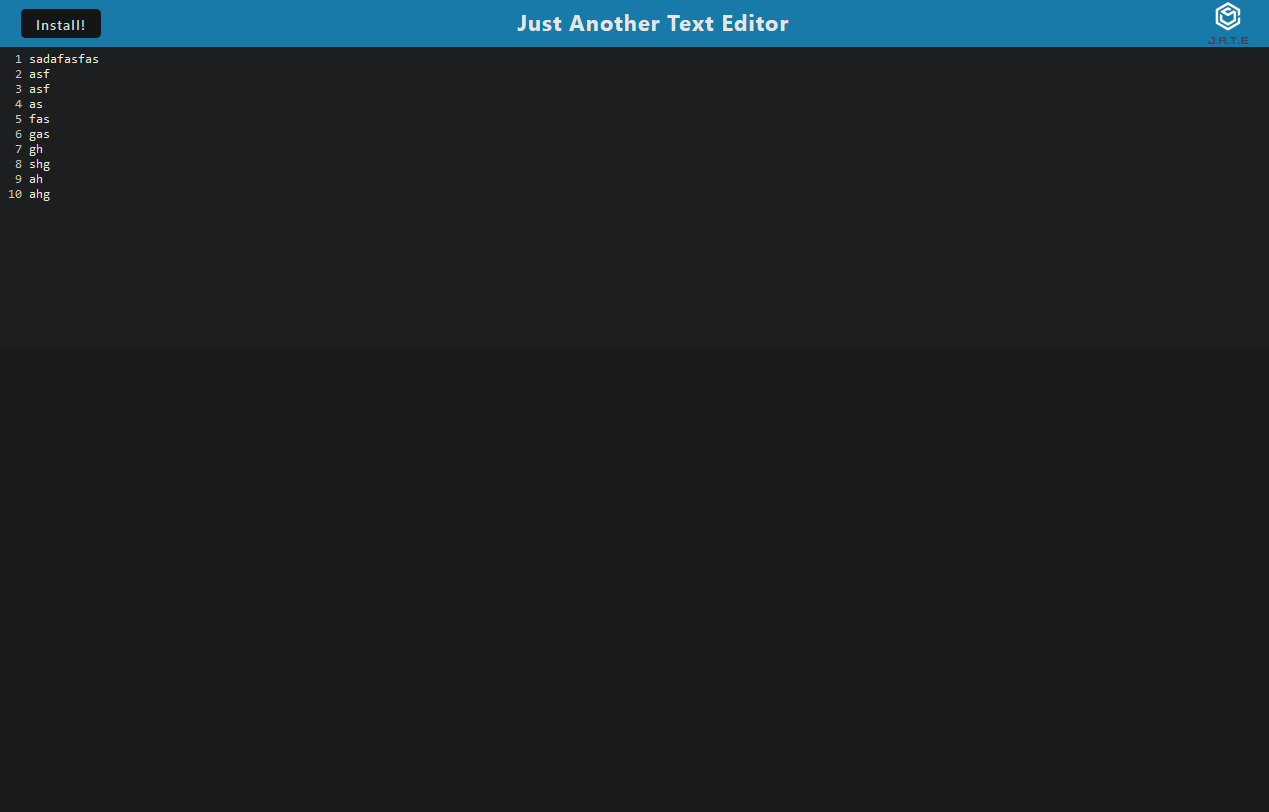 Install!
Just Another Text Editor
J.A.T.E
1 sadafasfas
2 asf
3 asf
4 as
5 fas
6 gas
7 gh
8 shg
9 ah
10 ahg